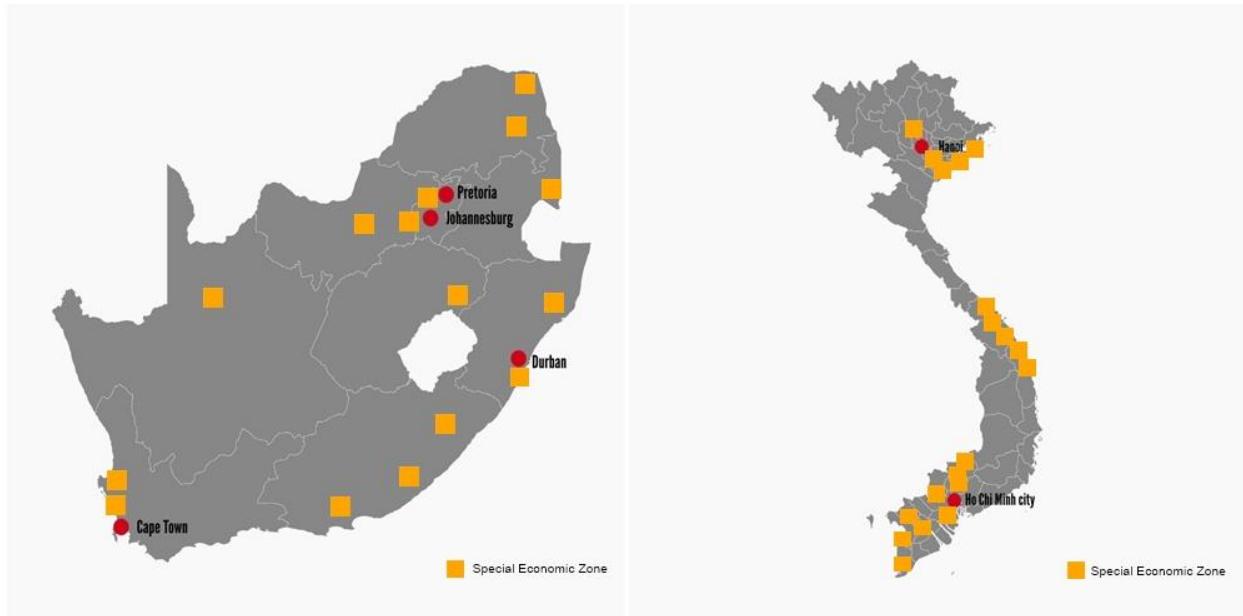 Pretoria
Johannesburg
Durban
Cape Town
Special Economic Zone
Hanoi
Ho Chi Minh city
Special Economic Zone